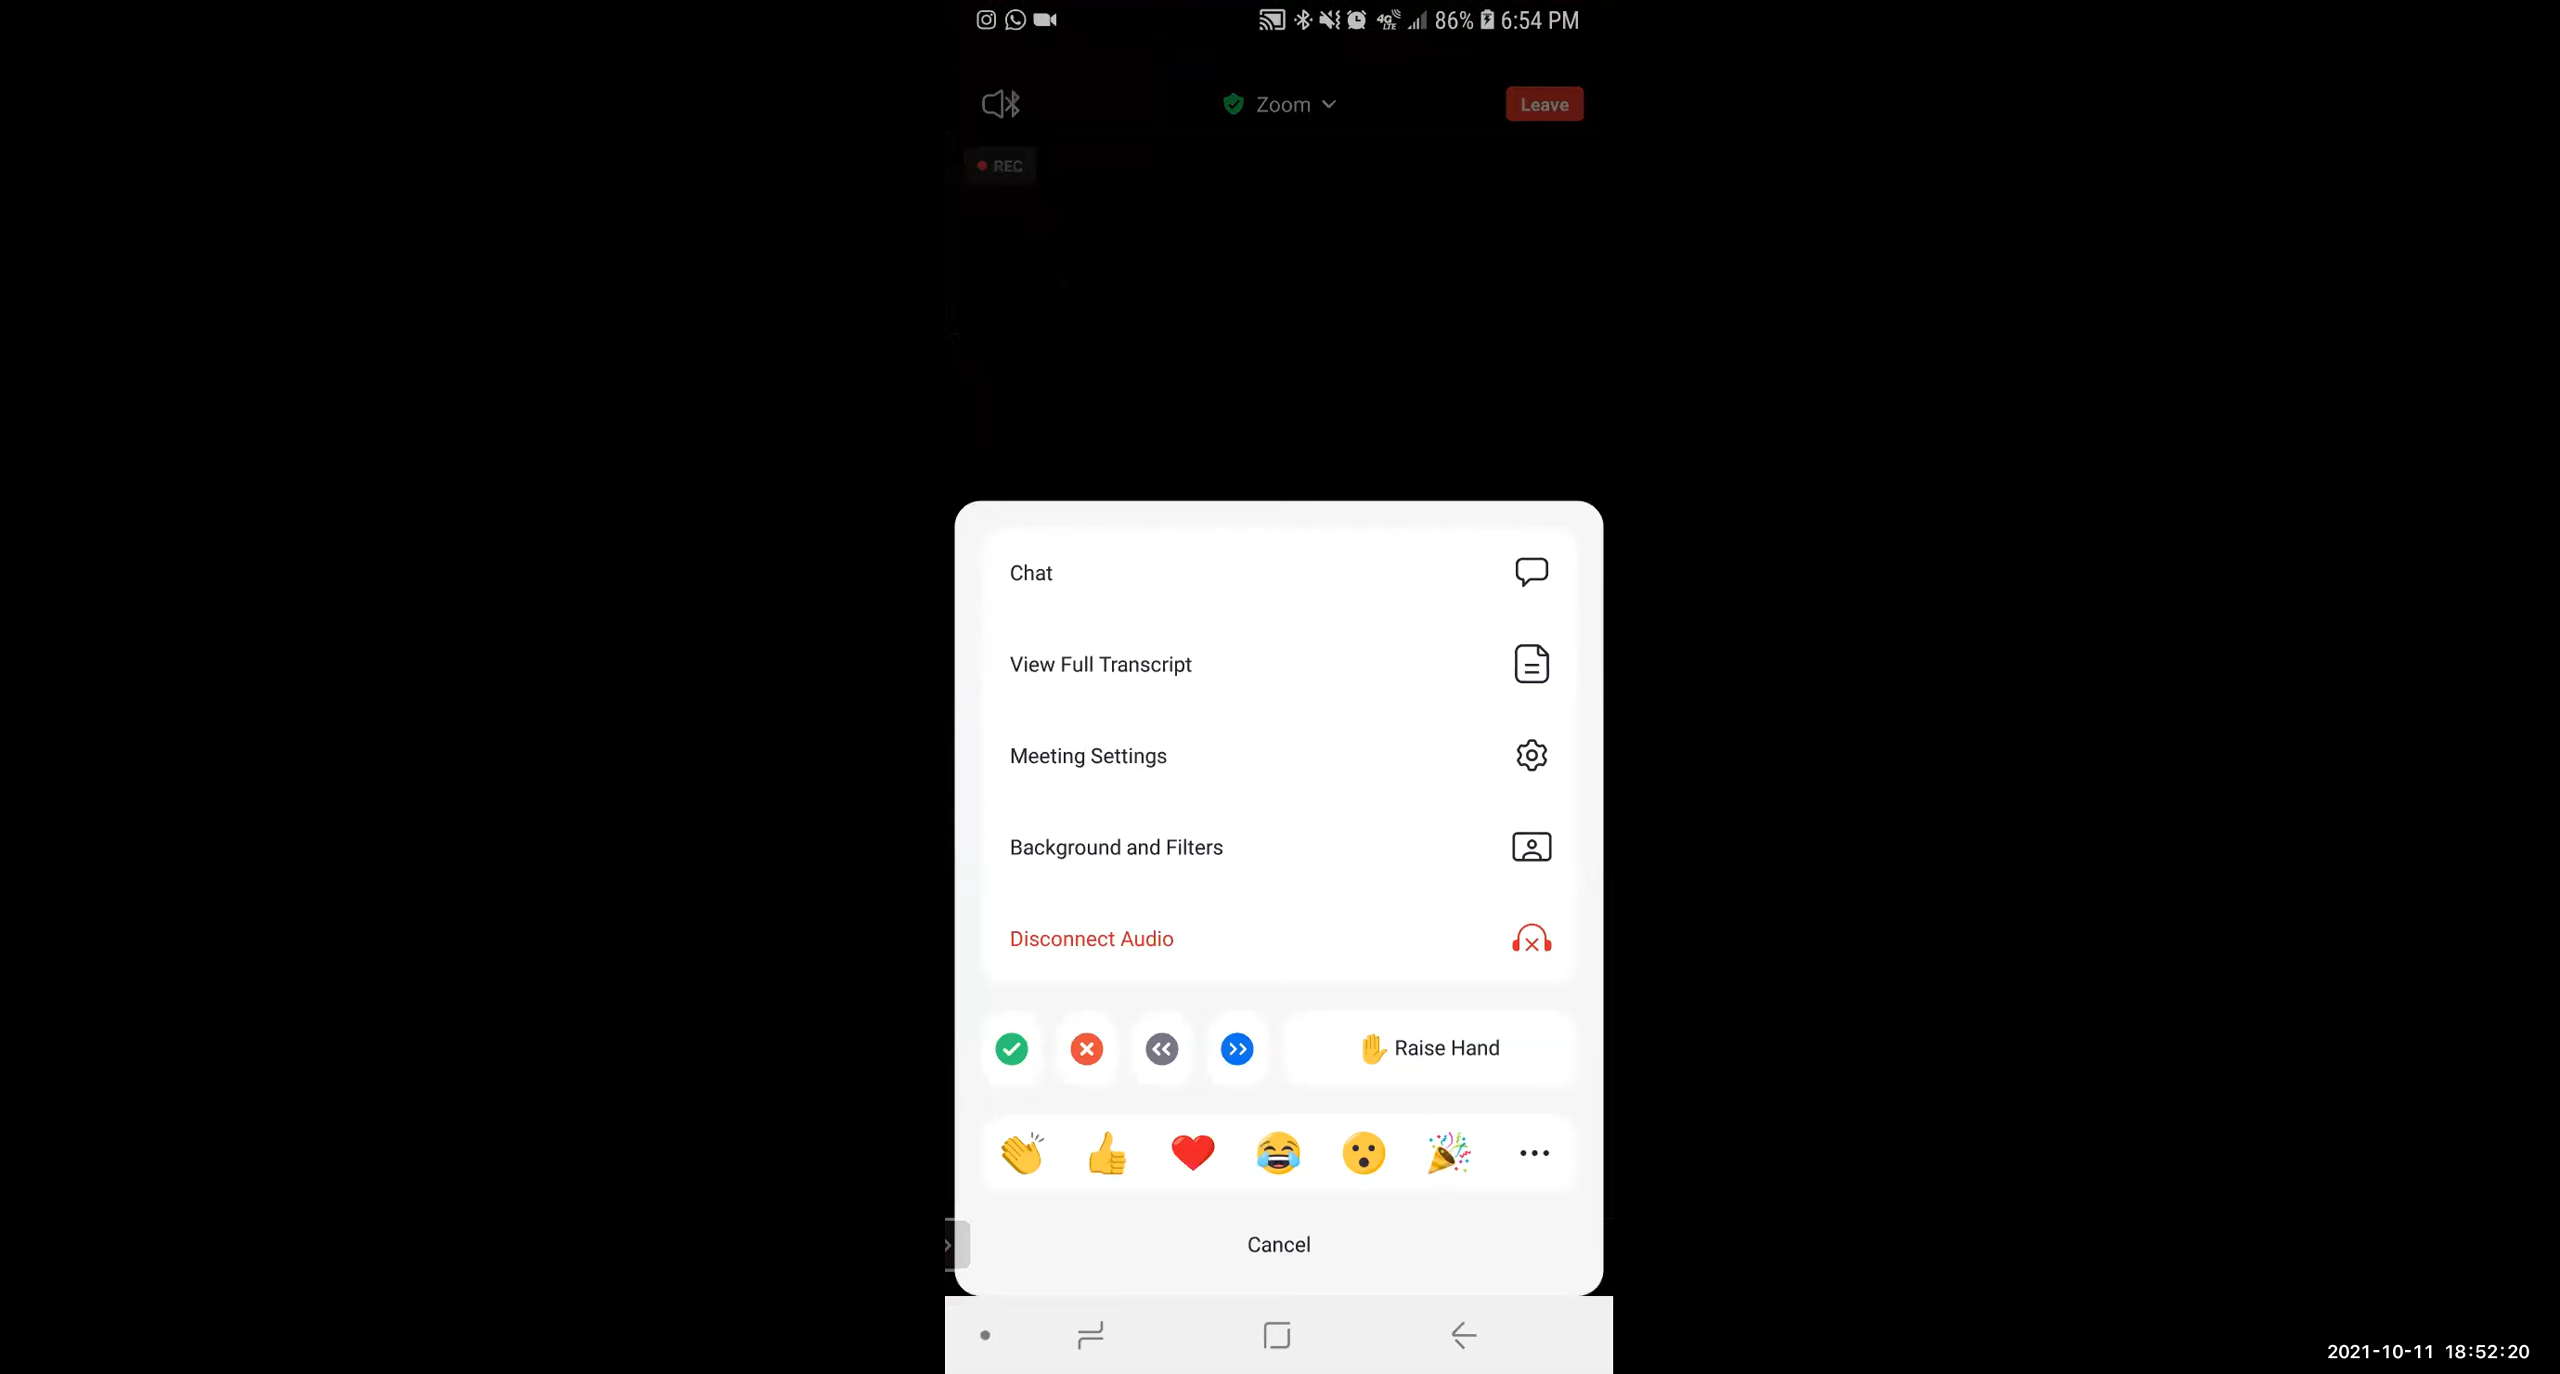 86% 6:54 PM
Zoom
Leave
REC
Chat
View Full Transcript
Meeting Settings
Background and Filters
Disconnect Audio
Raise Hand
Cancel
2021-10-11 18:52:20